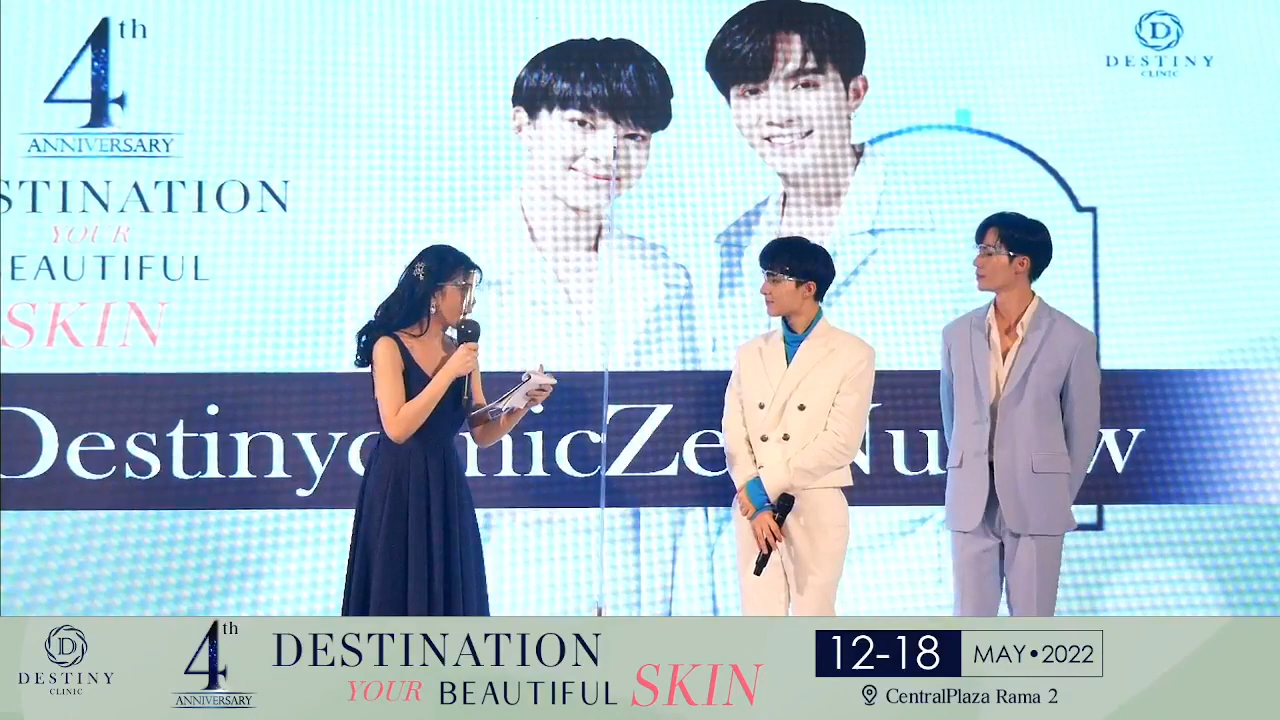 4th
ANNIVERSARY
STINATION
YOUR
EAUTIFUL
SKIN
D
DESTINY
CLINIC
D
DESTINY
CLINIC
4th
ANNIVERSARY
DESTINATION
YOUR BEAUTIFUL SKIN
12-18 MAY•2022
CentralPlaza Rama 2